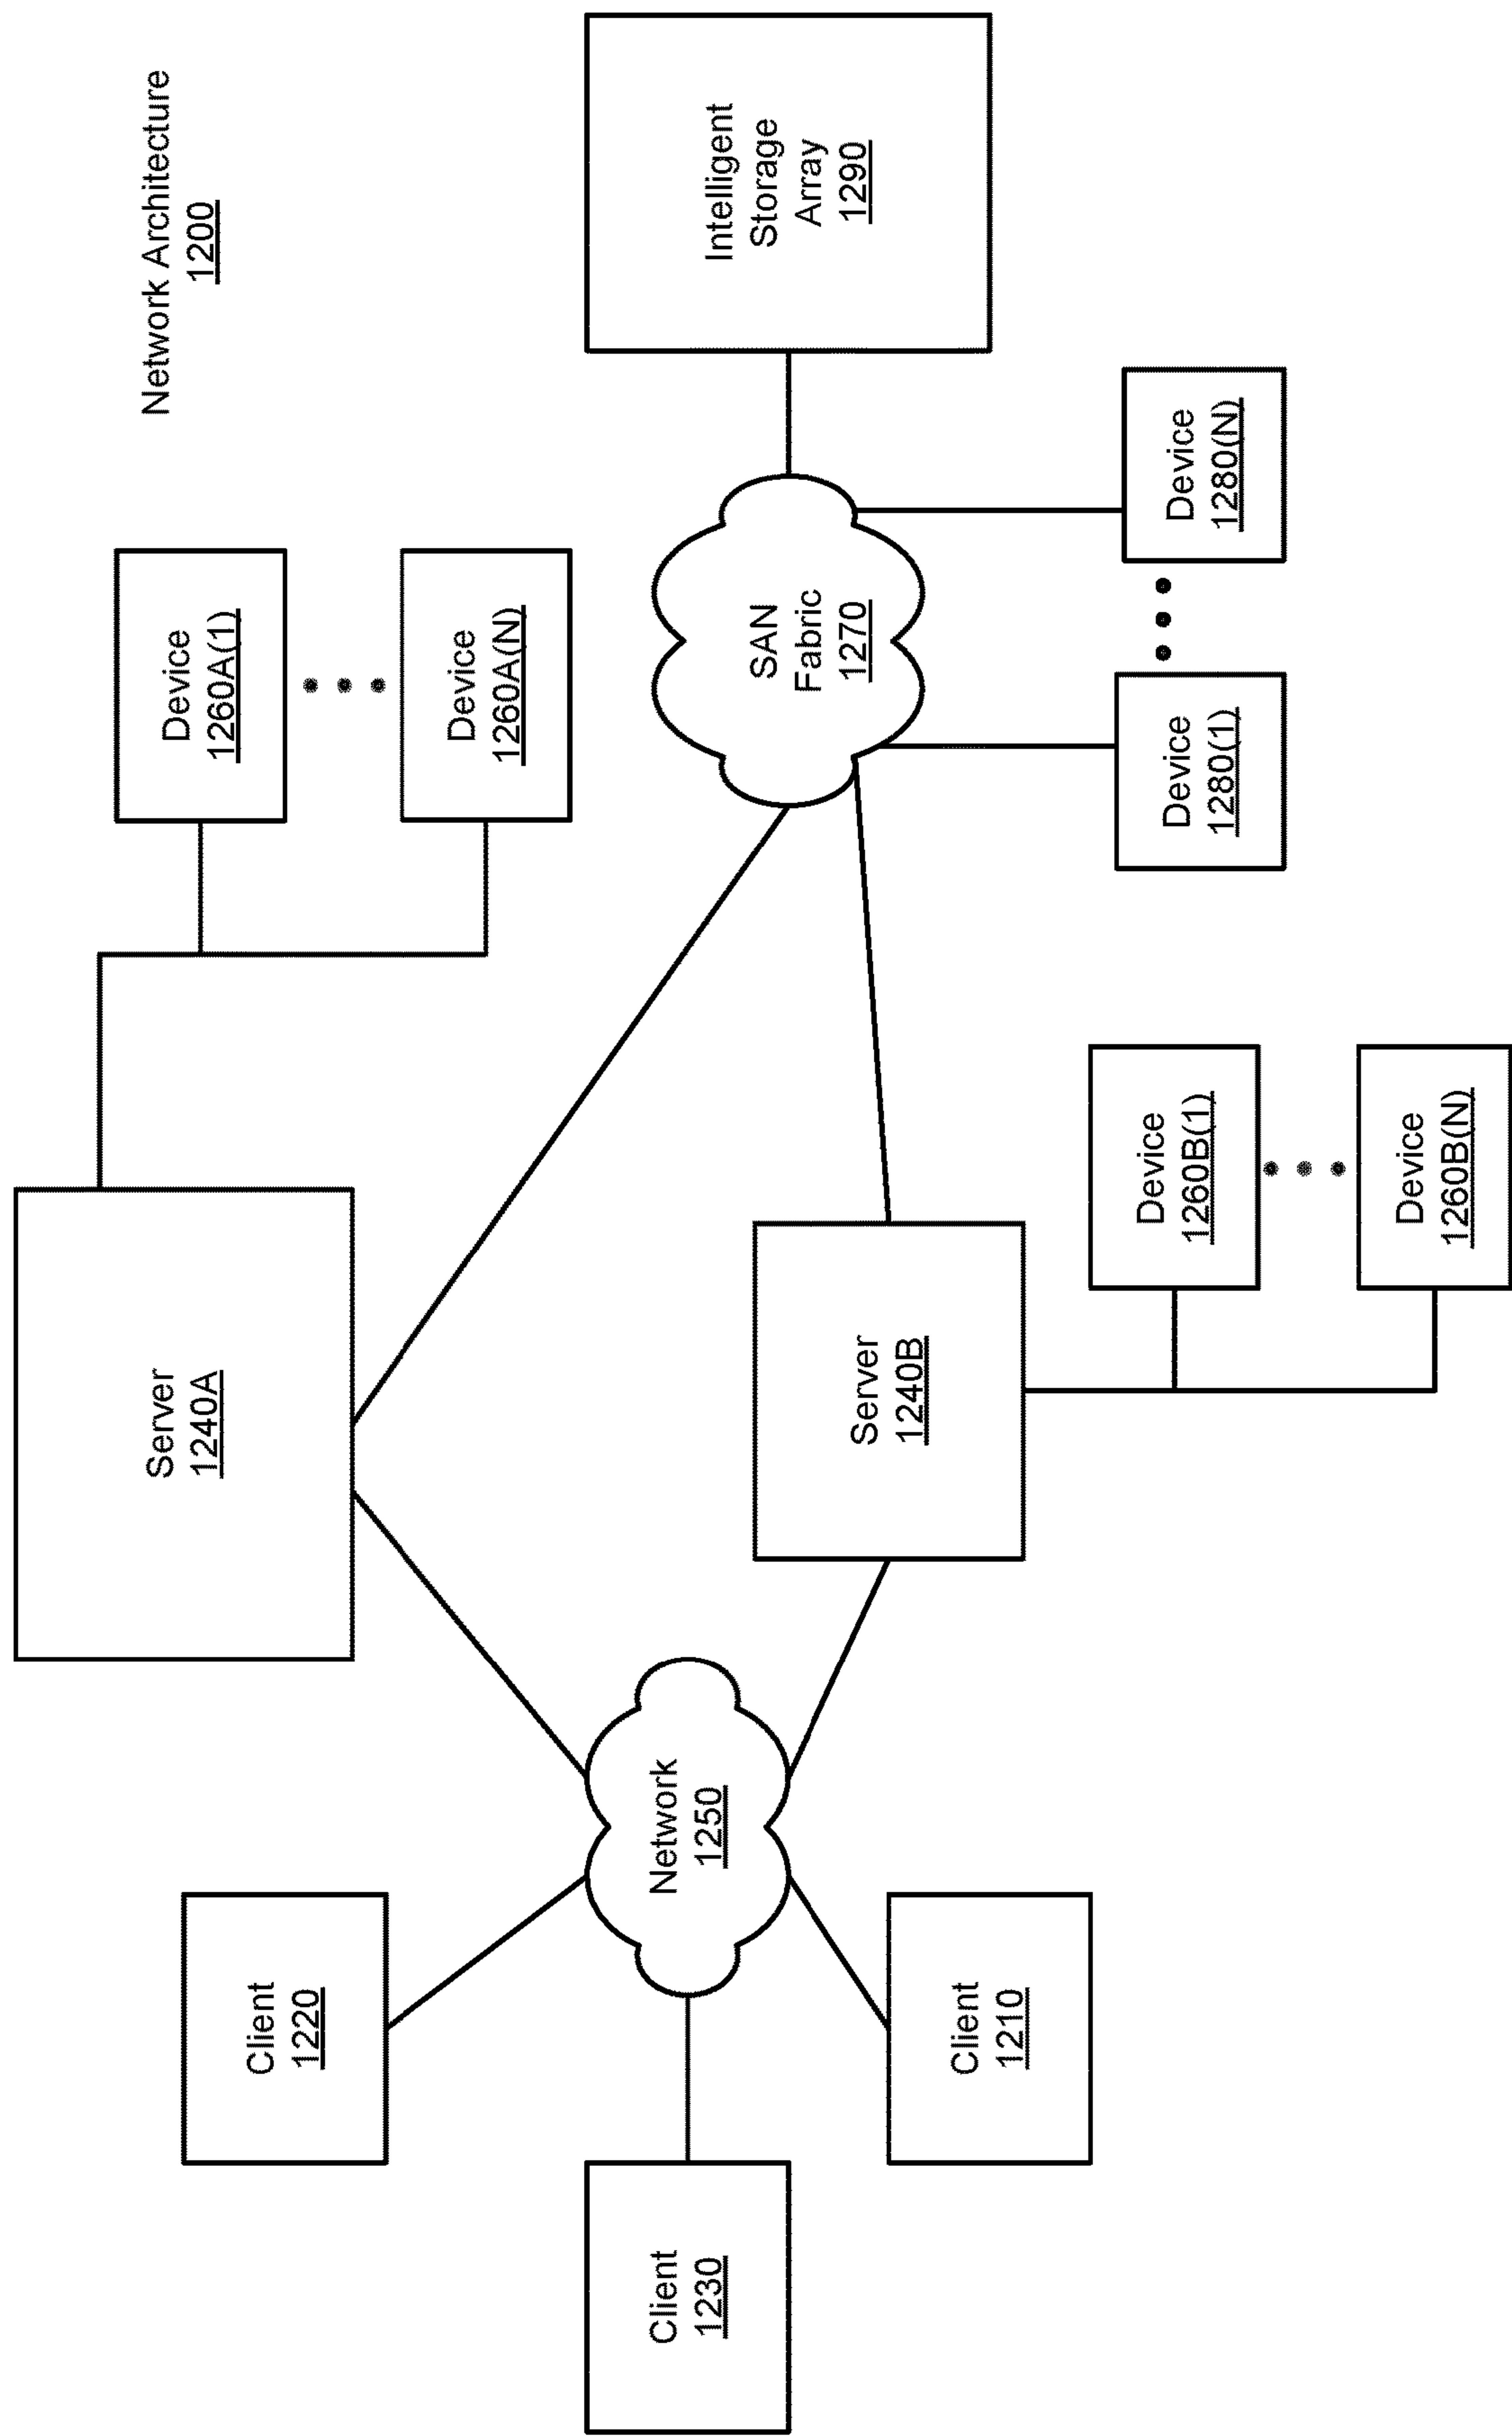 Network Architecture
1200
Device
1260A(1)
Device
1260A(N)
Server
1240A
Client
1220
Intelligent
Storage
Array
1290
SAN
Fabric
1270
Network
1250
Client
1230
Server
1240B
Client
1210
Device
1280(N)
Device
1280(1)
Device
1260B(1)
Device
1260B(N)